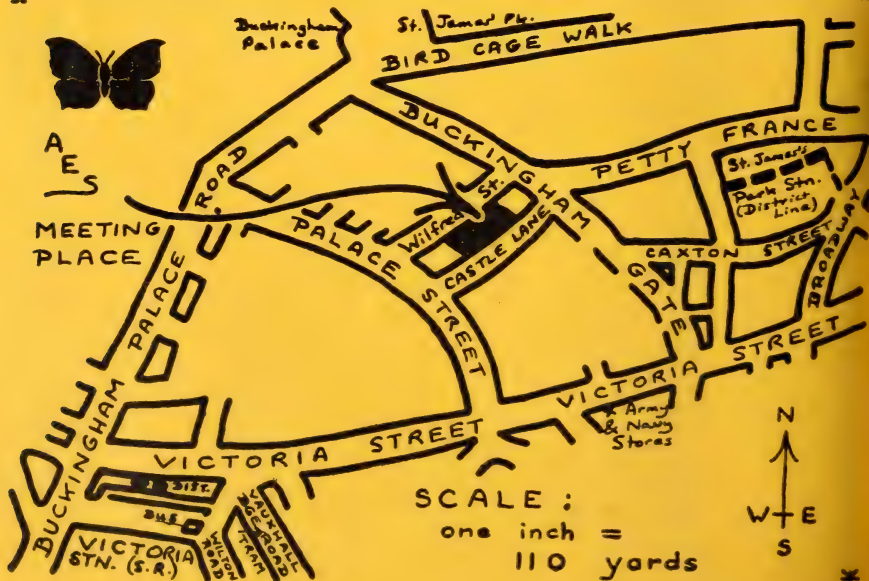 Buckingham
Palace
St. James' Pk.
BIRD CAGE WALK
BUCKINGHAM
GATE
PETTY FRANCE
St. James's
Park Stn.
(District
Line)
A
E
S
MEETING
PLACE
BUCKINGHAM PALACE ROAD
PALACE STREET
Wilfred St.
CASTLE LANE
CAXTON STREET
BROADWAY
VICTORIA STREET
VICTORIA STREET
Army
& Navy
Stores
DIST.
BUS
VICTORIA
STN. (S.R.)
WILTON
ROAD
TRAM
VAUXHALL
BGE ROAD
SCALE:
one inch =
110 yards
N
W E
S